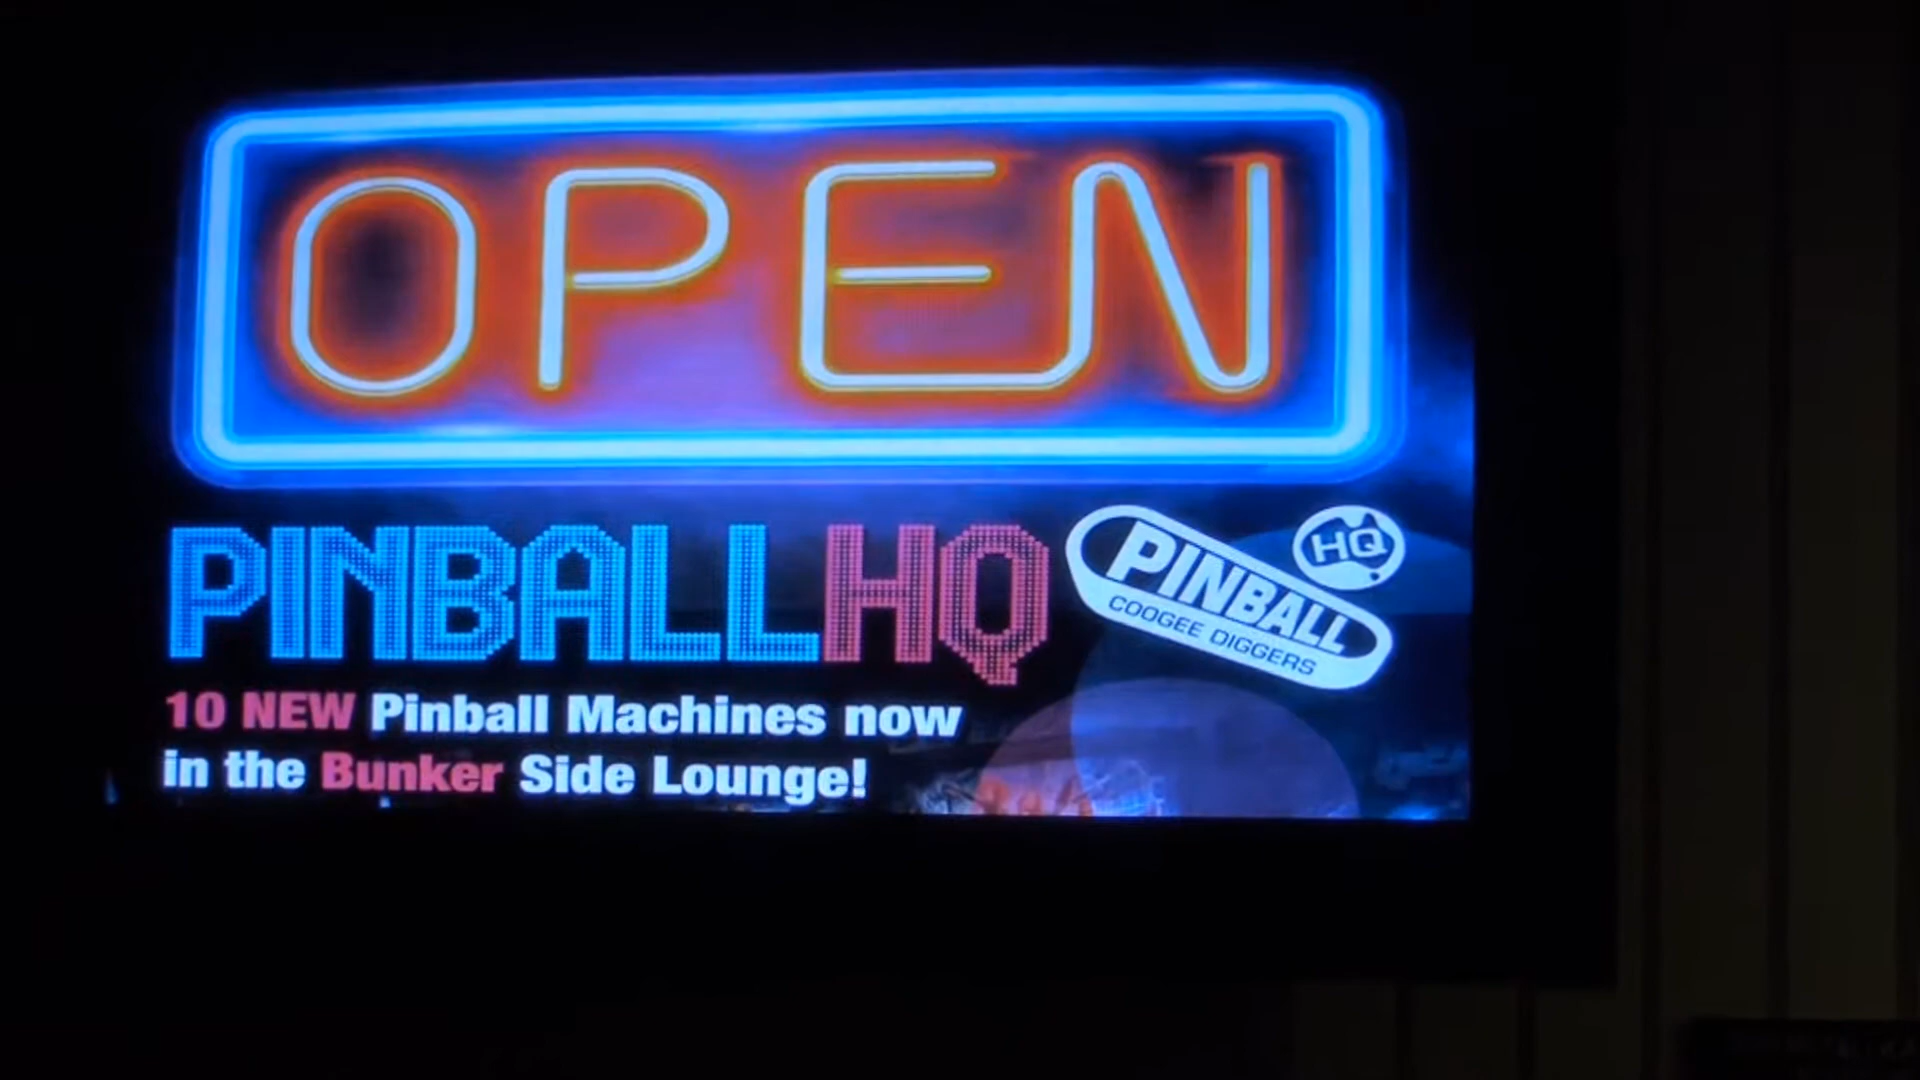 OPEN
PINBALLHQ
HQ
PINBALL
COOGEE DIGGERS
10 NEW Pinball Machines now
in the Bunker Side Lounge!